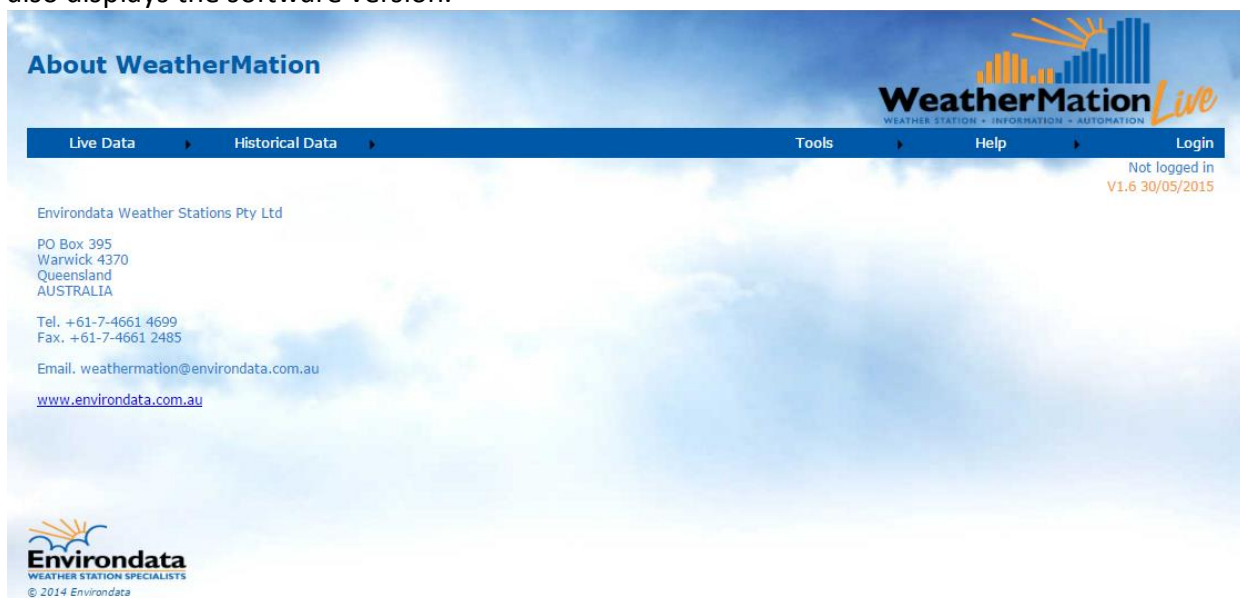 also displays the software version.
About WeatherMation
WeatherMation Live
WEATHER STATION • INFORMATION • AUTOMATION
Live Data Historical Data Tools Help Login
Not logged in
V1.6 30/05/2015
Environdata Weather Stations Pty Ltd
PO Box 395
Warwick 4370
Queensland
AUSTRALIA
Tel. +61-7-4661 4699
Fax. +61-7-4661 2485
Email. weathermation@environdata.com.au
www.environdata.com.au
Environdata
WEATHER STATION SPECIALISTS
© 2014 Environdata